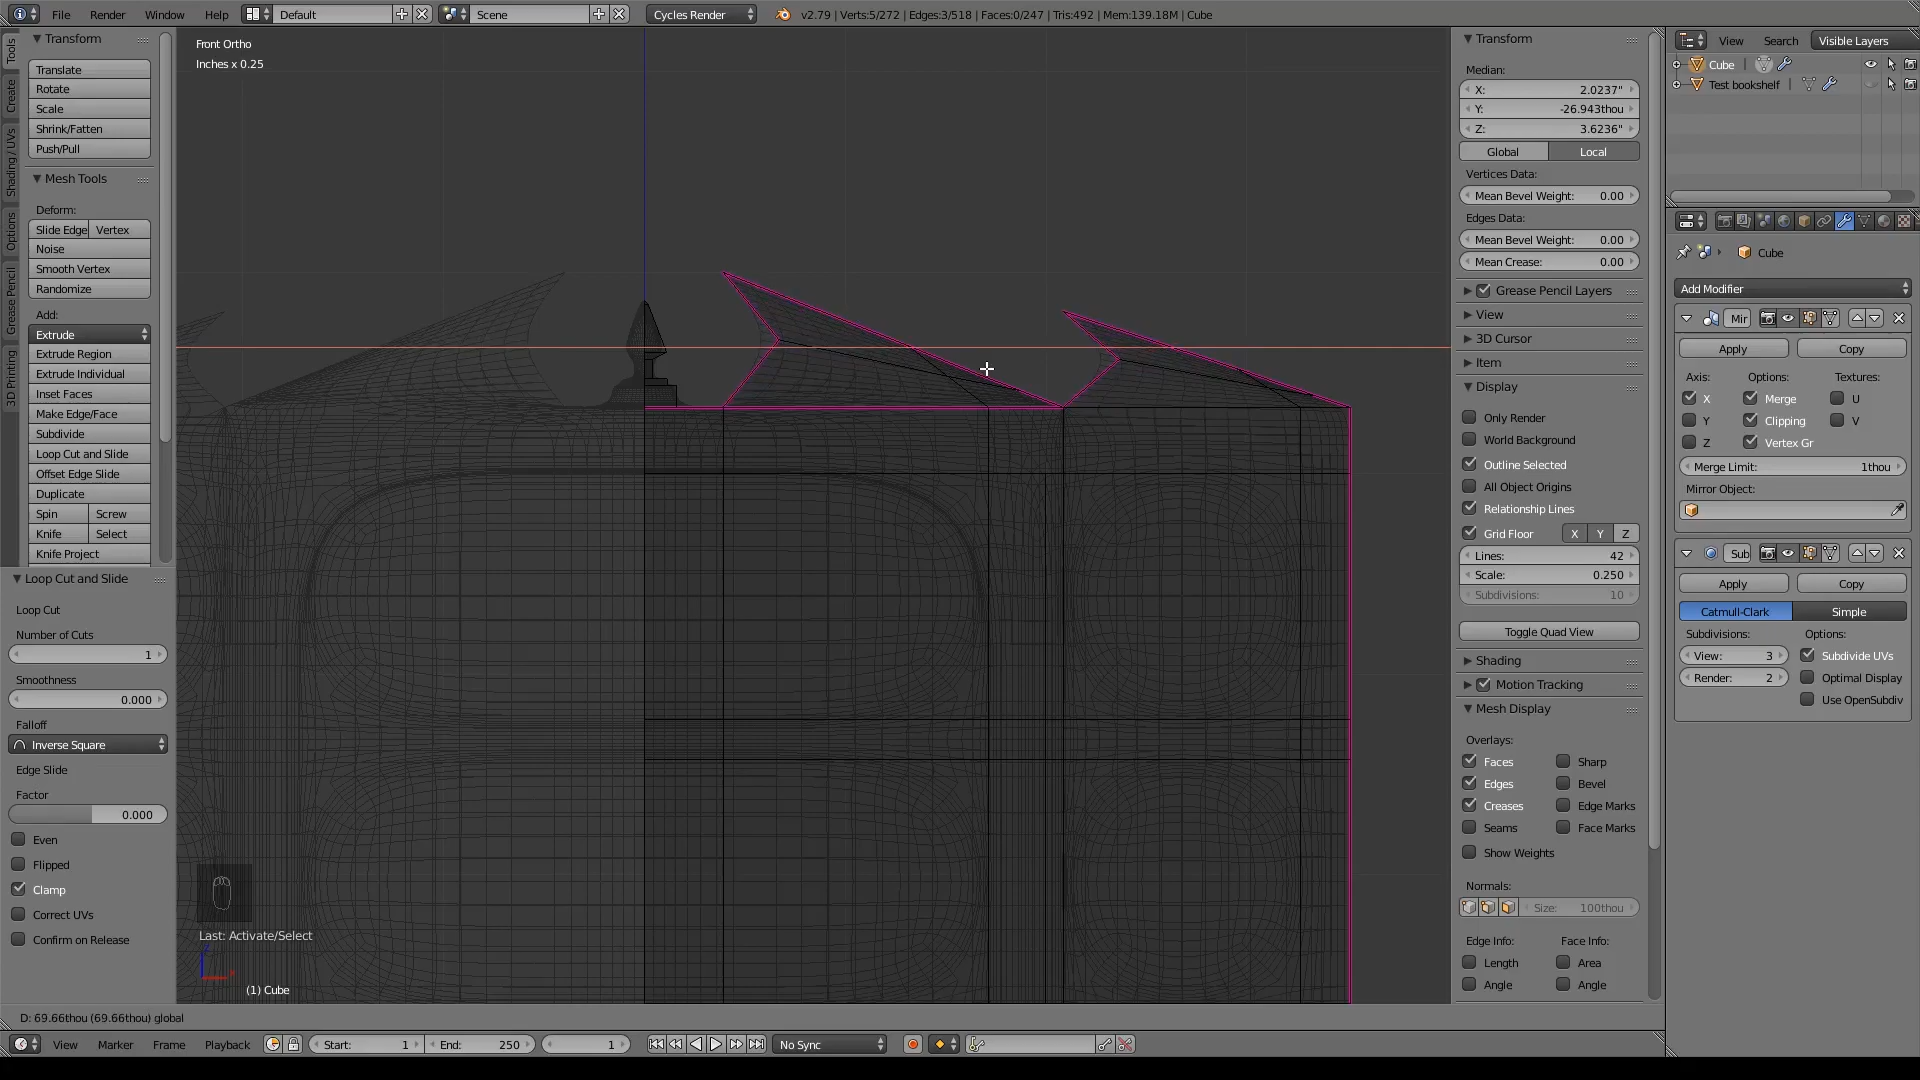 File Render Window Help Default Scene Cycles Render v2.79 | Verts:5/272 | Edges:3/518 | Faces:0/247 | Tris:492 | Mem:139.18M | Cube
Tools
Create
Shading / UVs
Options
Grease Pencil
3D Printing
Transform
Translate
Rotate
Scale
Shrink/Fatten
Push/Pull
Mesh Tools
Deform:
Slide Edge Vertex
Noise
Smooth Vertex
Randomize
Add:
Extrude
Extrude Region
Extrude Individual
Inset Faces
Make Edge/Face
Subdivide
Loop Cut and Slide
Offset Edge Slide
Duplicate
Spin Screw
Knife Select
Knife Project
Loop Cut and Slide
Loop Cut
Number of Cuts
1
Smoothness
0.000
Falloff
Inverse Square
Edge Slide
Factor
0.000
Even
Flipped
Clamp
Correct UVs
Confirm on Release
Front Ortho
Inches x 0.25
Last: Activate/Select
(1) Cube
D: 69.66thou (69.66thou) global
Transform
Median:
X: 2.0237"
Y: -26.943thou
Z: 3.6236"
Global Local
Vertices Data:
Mean Bevel Weight: 0.00
Edges Data:
Mean Bevel Weight: 0.00
Mean Crease: 0.00
Grease Pencil Layers
View
3D Cursor
Item
Display
Only Render
World Background
Outline Selected
All Object Origins
Relationship Lines
Grid Floor X Y Z
Lines: 42
Scale: 0.250
Subdivisions: 10
Toggle Quad View
Shading
Motion Tracking
Mesh Display
Overlays:
Faces Sharp
Edges Bevel
Creases Edge Marks
Seams Face Marks
Show Weights
Normals:
Size: 100thou
Edge Info: Face Info:
Length Area
Angle Angle
View Search Visible Layers
Cube
Test bookshelf
Cube
Add Modifier
Mir
Apply Copy
Axis: Options: Textures:
X Merge U
Y Clipping V
Z Vertex Gr
Merge Limit: 1thou
Mirror Object:
Sub
Apply Copy
Catmull-Clark Simple
Subdivisions: Options:
View: 3 Subdivide UVs
Render: 2 Optimal Display
Use OpenSubdiv
View Marker Frame Playback Start: 1 End: 250 1 No Sync